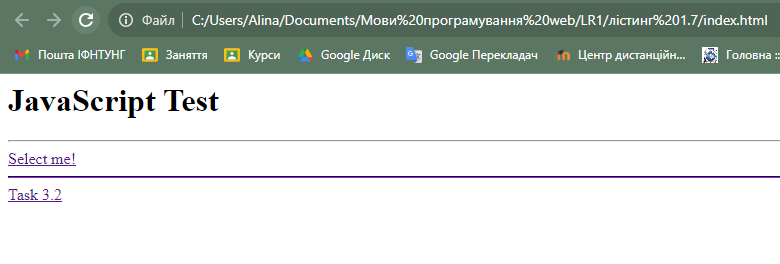 Файл C:/Users/Alina/Documents/Мови%20програмування%20web/LR1/лістинг%201.7/index.html
Пошта ІФНТУНГ Заняття Курси Google Диск Google Перекладач Центр дистанційн... Головна ::
JavaScript Test
Select me!
Task 3.2